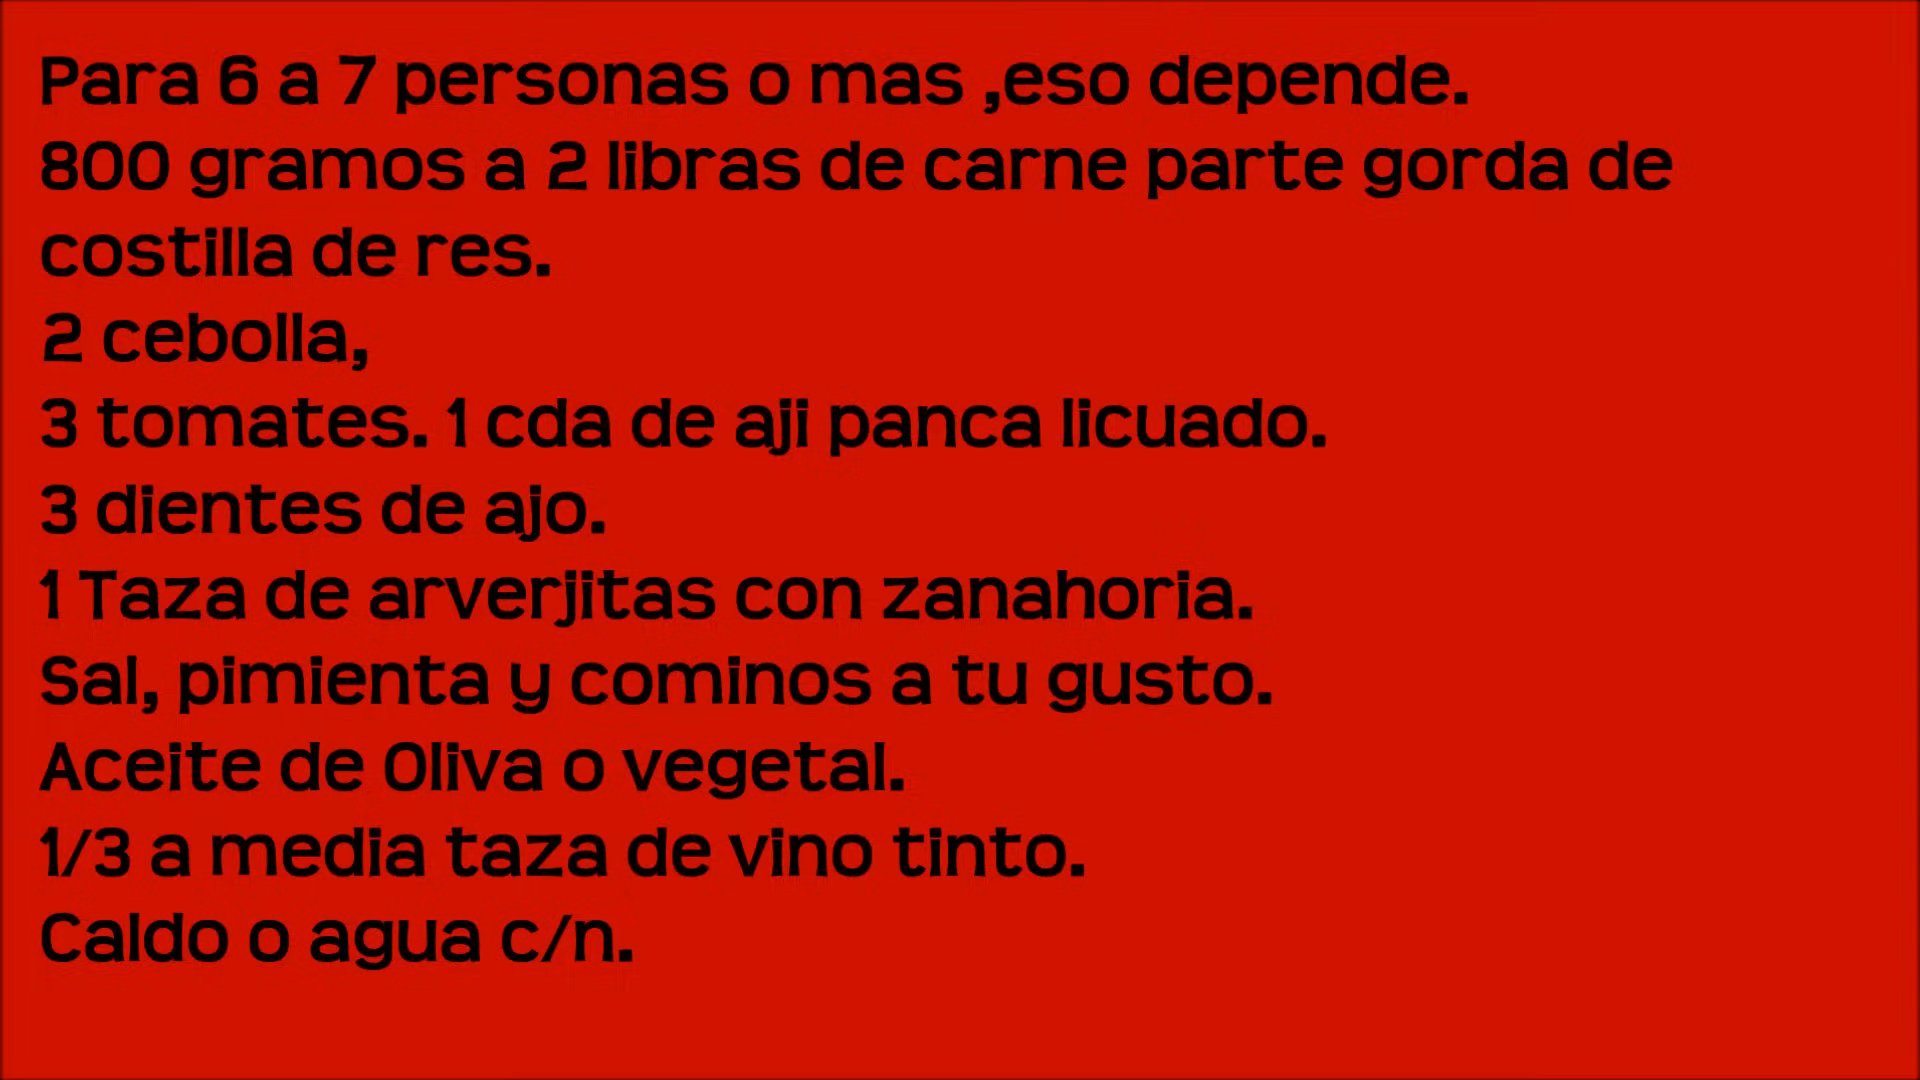 Para 6 a 7 personas o mas ,eso depende.
800 gramos a 2 libras de carne parte gorda de
costilla de res.
2 cebolla,
3 tomates. 1 cda de aji panca licuado.
3 dientes de ajo.
1 Taza de arverjitas con zanahoria.
Sal, pimienta y cominos a tu gusto.
Aceite de Oliva o vegetal.
1/3 a media taza de vino tinto.
Caldo o agua c/n.